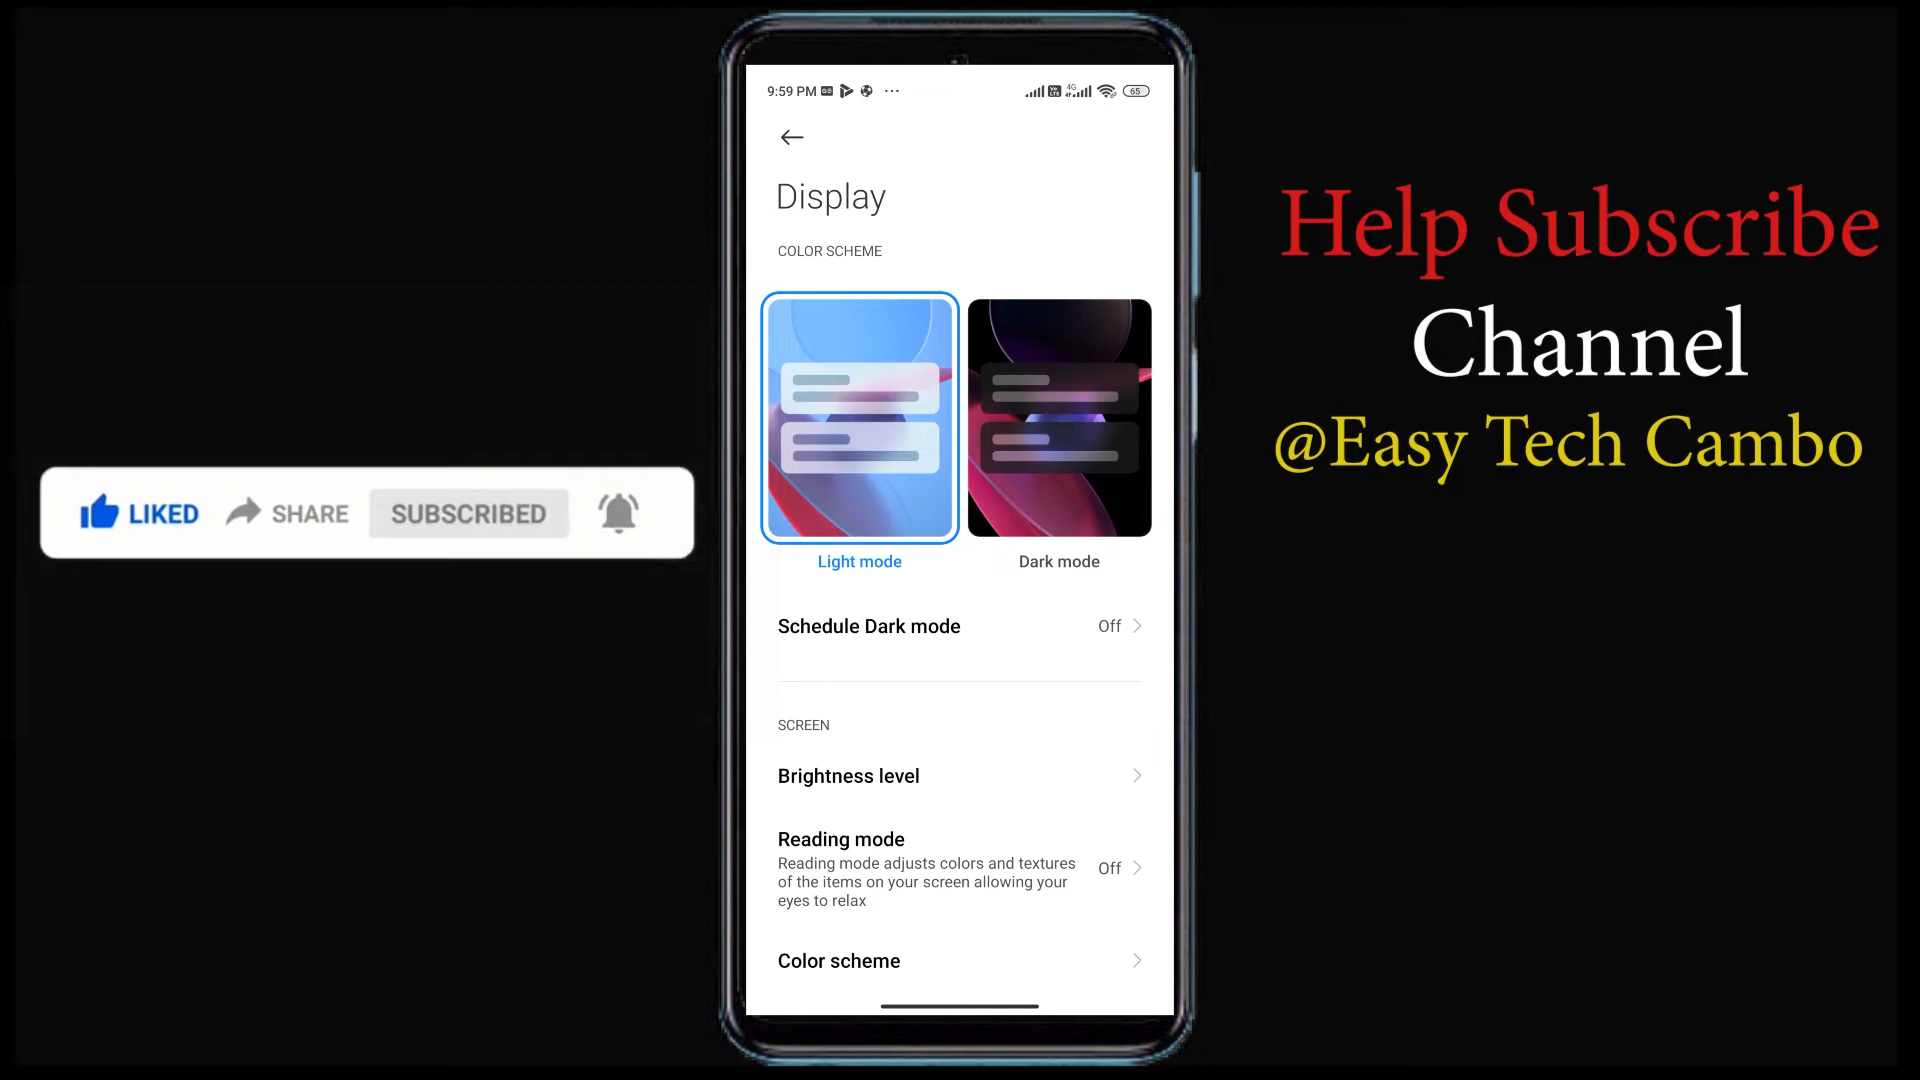 9:59 PM
4G
65
Display
COLOR SCHEME
Light mode
Dark mode
Schedule Dark mode
Off
SCREEN
Brightness level
Reading mode
Reading mode adjusts colors and textures
of the items on your screen allowing your
eyes to relax
Off
Color scheme
LIKED
SHARE
SUBSCRIBED
Help Subscribe
Channel
@Easy Tech Cambo